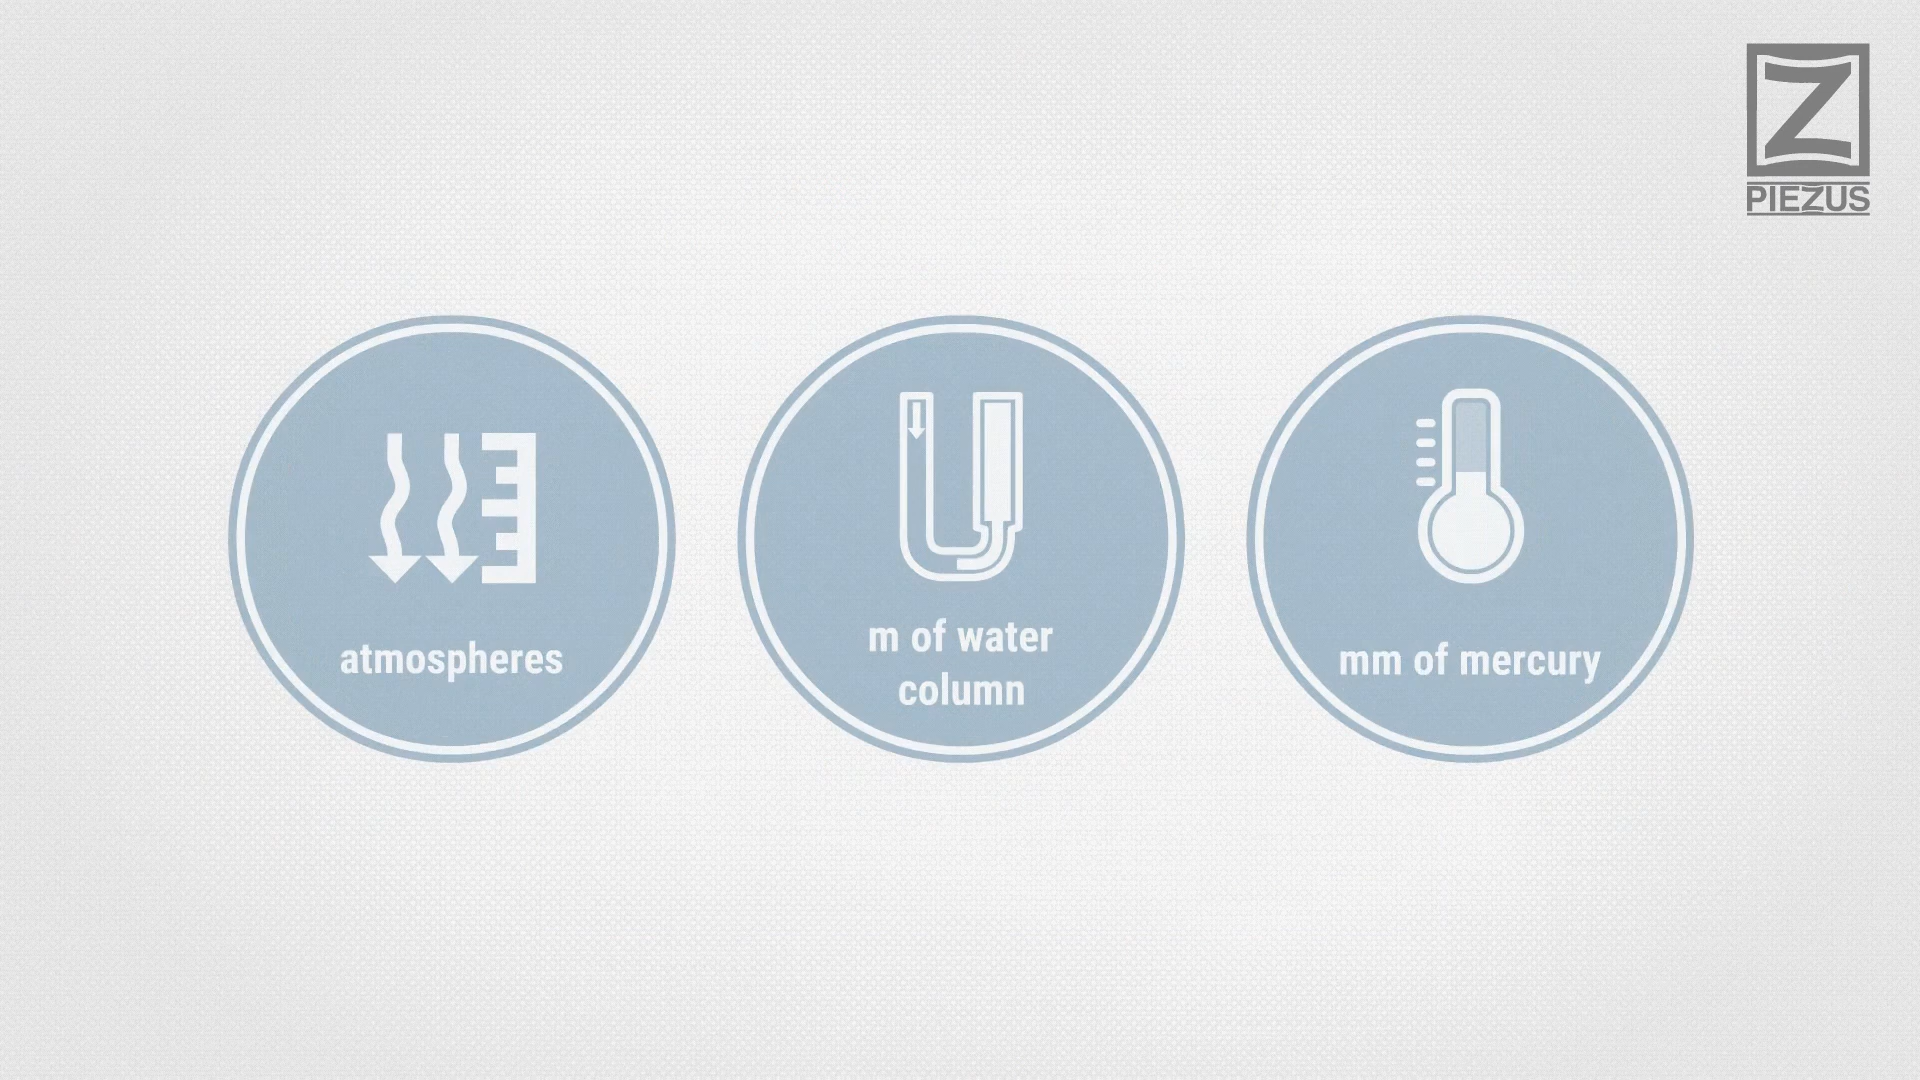 Z
PIEZUS
atmospheres
m of water
column
mm of mercury